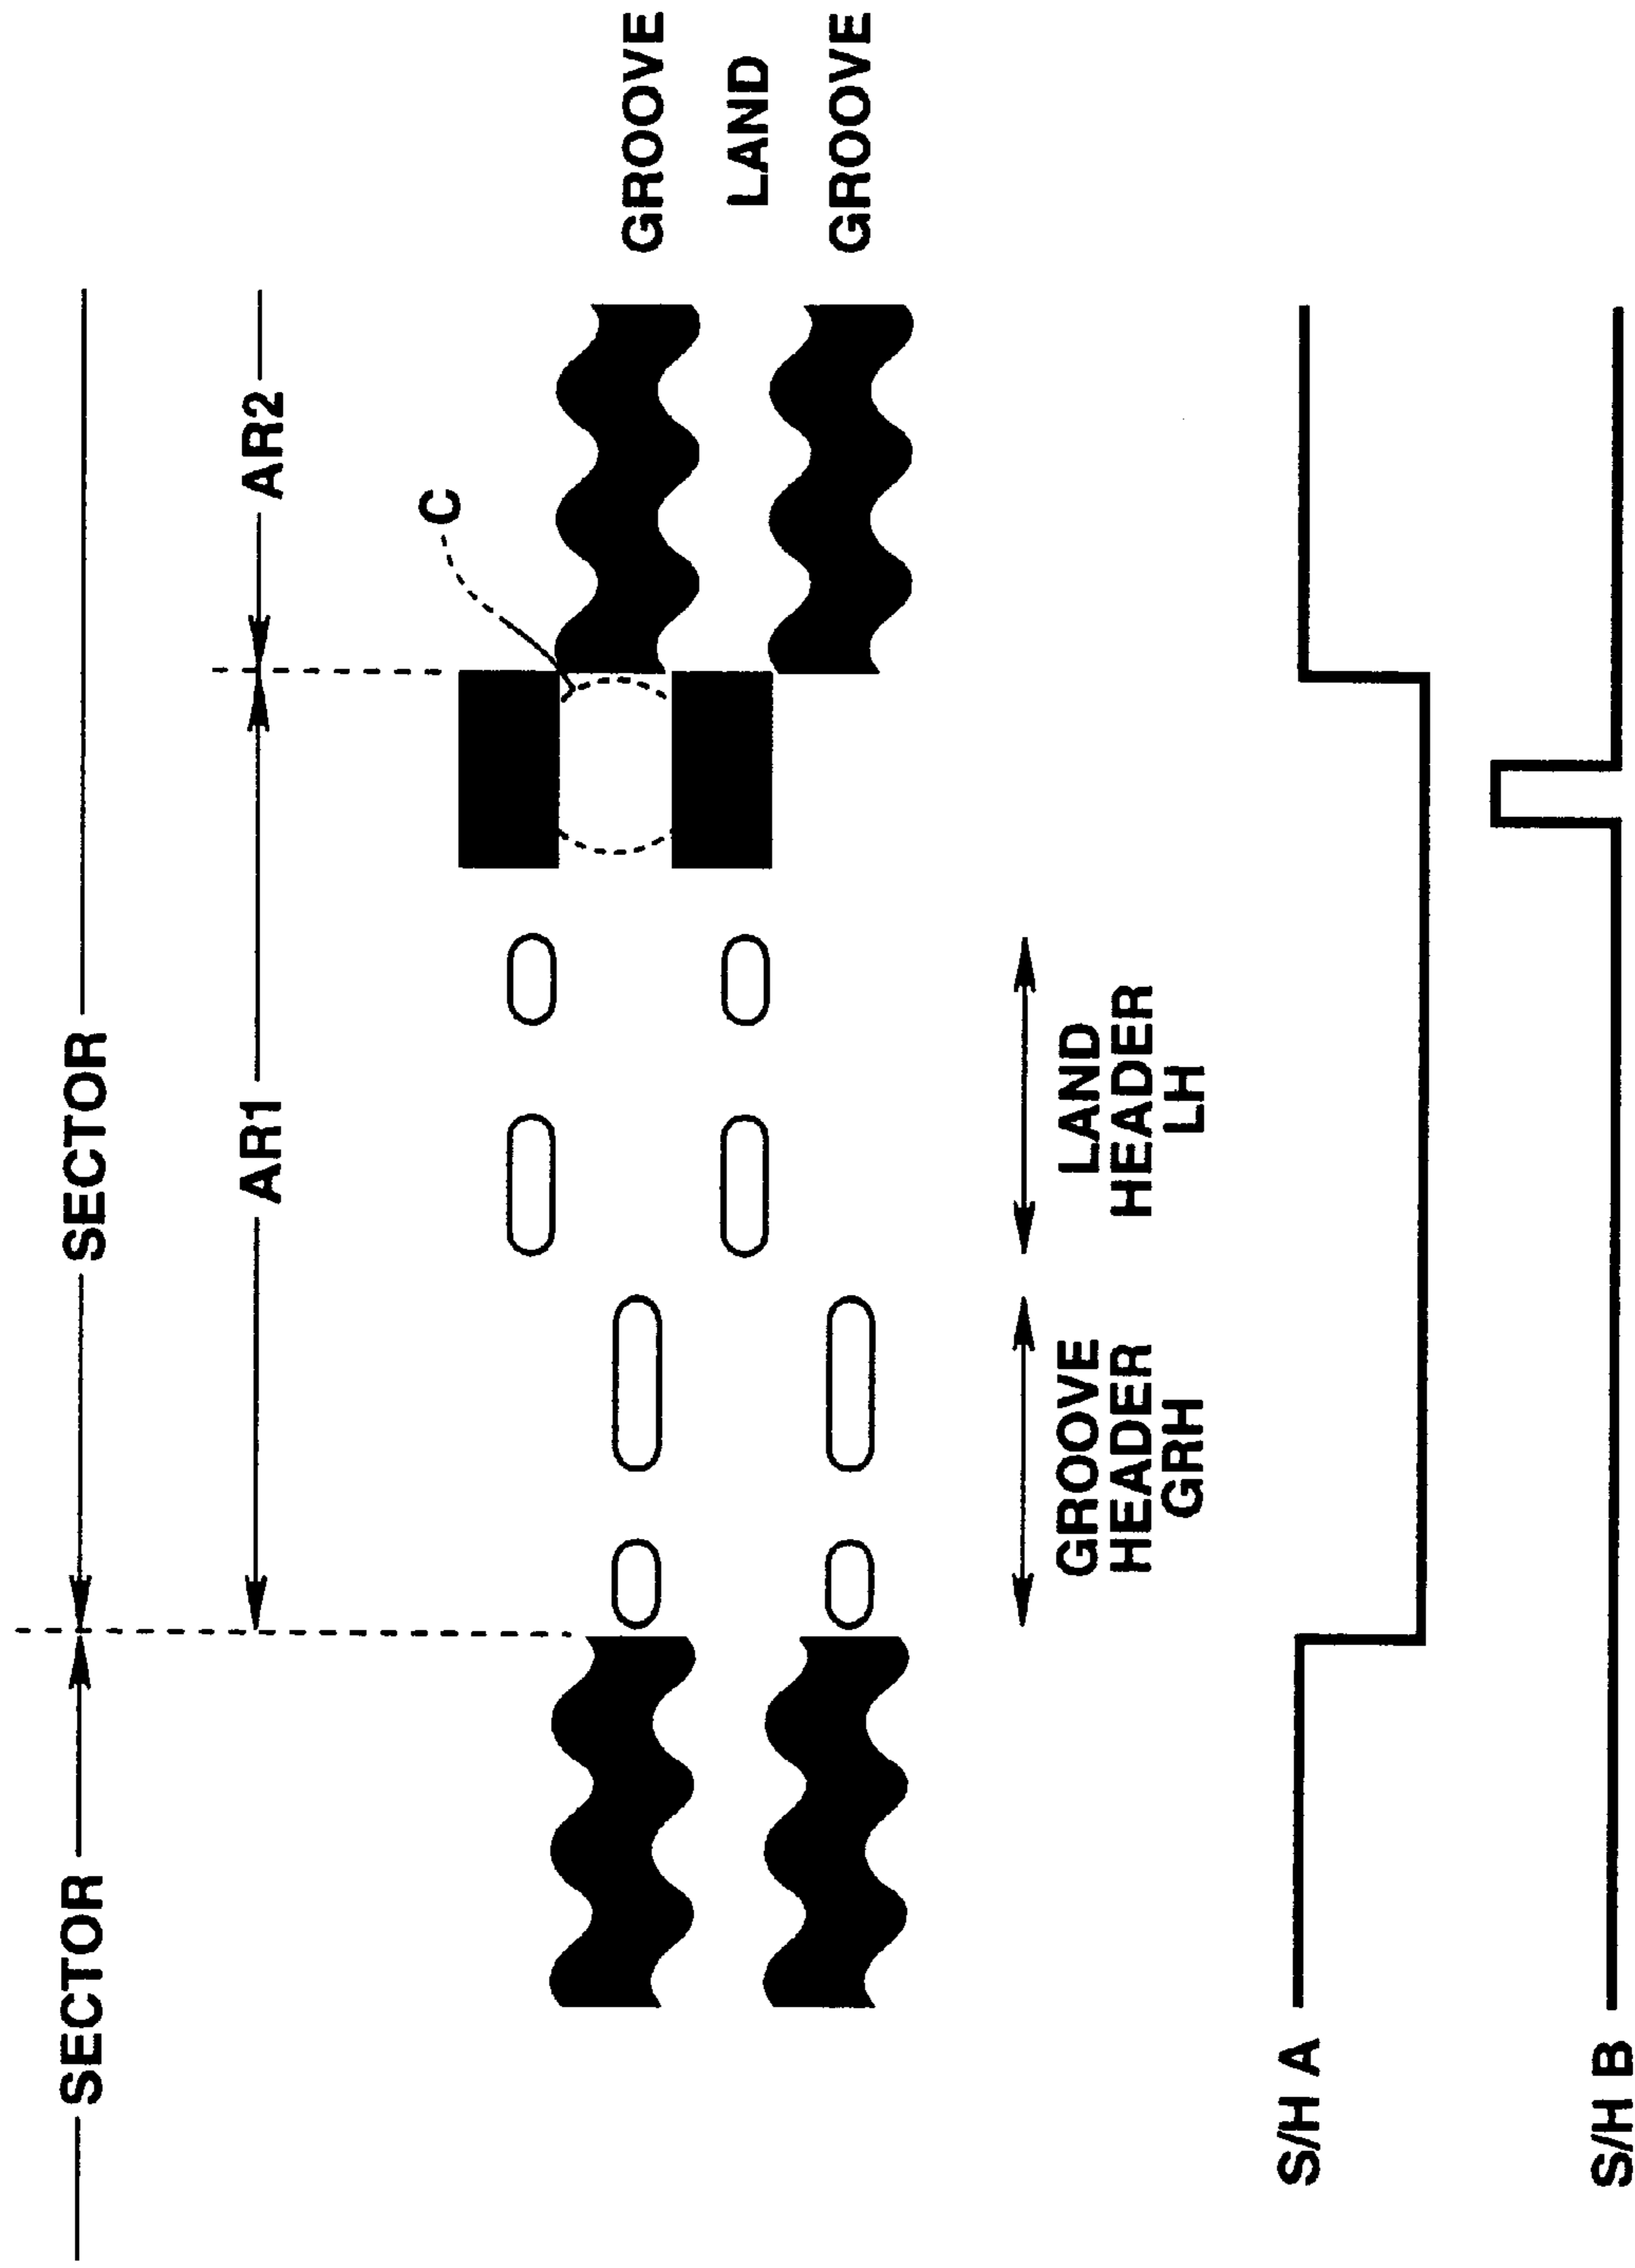 SECTOR
SECTOR
AR1
AR2
C
GROOVE
LAND
GROOVE
GROOVE
HEADER
GRH
LAND
HEADER
LH
S/H A
S/H B